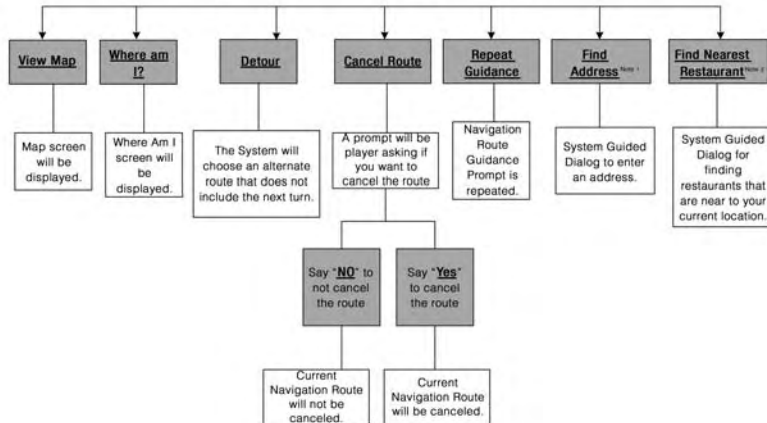 View Map
Where am
I?
Detour
Cancel Route
Repeat
Guidance
Find
Address Note 1
Find Nearest
Restaurant Note 2
Map screen
will be
displayed.
Where Am I
screen will
be
displayed.
The System will
choose an alternate
route that does not
include the next turn.
A prompt will be
player asking if
you want to
cancel the route
Navigation
Route
Guidance
Prompt is
repeated.
System Guided
Dialog to enter
an address.
System Guided
Dialog for
finding
restaurants that
are near to your
current location.
Say "NO" to
not cancel
the route
Say "Yes"
to cancel
the route
Current
Navigation Route
will not be
canceled.
Current
Navigation Route
will be canceled.